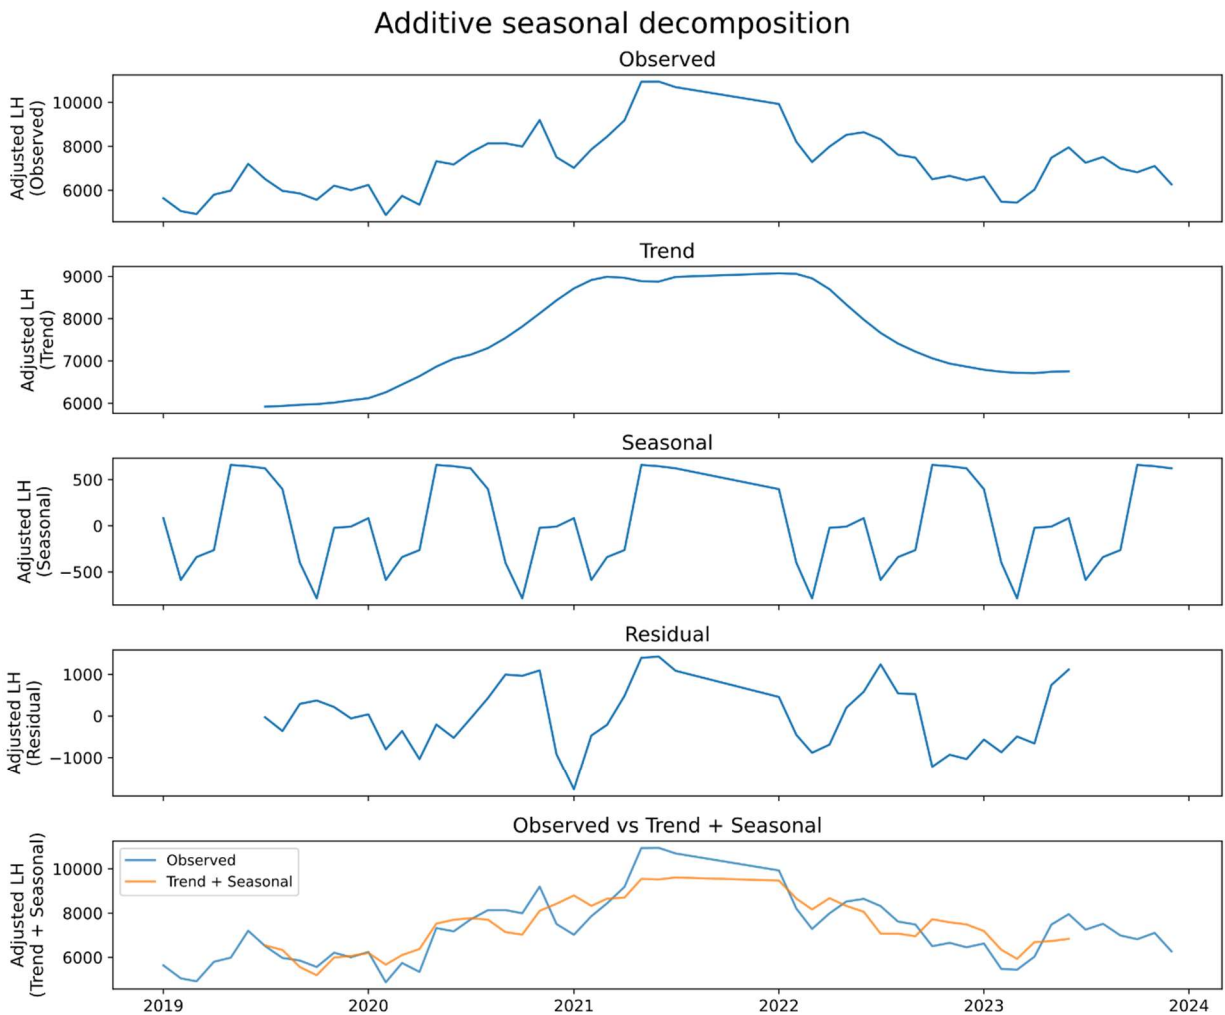 Additive seasonal decomposition
Observed
Adjusted LH
(Observed)
10000
8000
6000
Trend
Adjusted LH
(Trend)
9000
8000
7000
6000
Seasonal
Adjusted LH
(Seasonal)
500
0
−500
Residual
Adjusted LH
(Residual)
1000
0
−1000
Observed vs Trend + Seasonal
Adjusted LH
(Trend + Seasonal)
10000
8000
6000
Observed
Trend + Seasonal
2019
2020
2021
2022
2023
2024